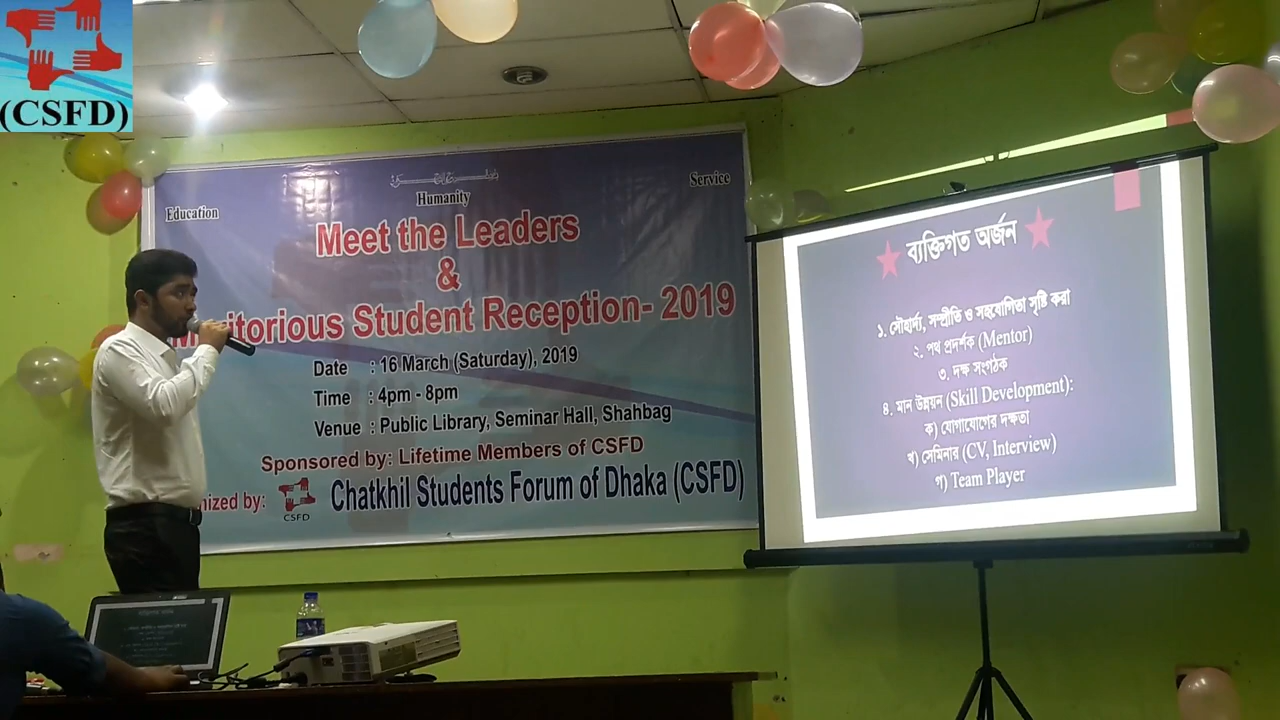 (CSFD)
Education
Humanity
Service
Meet the Leaders
&
itorious Student Reception- 2019
Date : 16 March (Saturday), 2019
Time : 4pm - 8pm
Venue : Public Library, Seminar Hall, Shahbag
Sponsored by: Lifetime Members of CSFD
nized by: CSFD Chatkhil Students Forum of Dhaka (CSFD)
ব্যক্তিগত অর্জন
১. সৌহার্দ্য, সম্প্রীতি ও সহযোগিতা সৃষ্টি করা
২. পথ প্রদর্শক (Mentor)
৩. দক্ষ সংগঠক
৪. মান উন্নয়ন (Skill Development):
ক) যোগাযোগের দক্ষতা
খ) সেমিনার (CV, Interview)
গ) Team Player